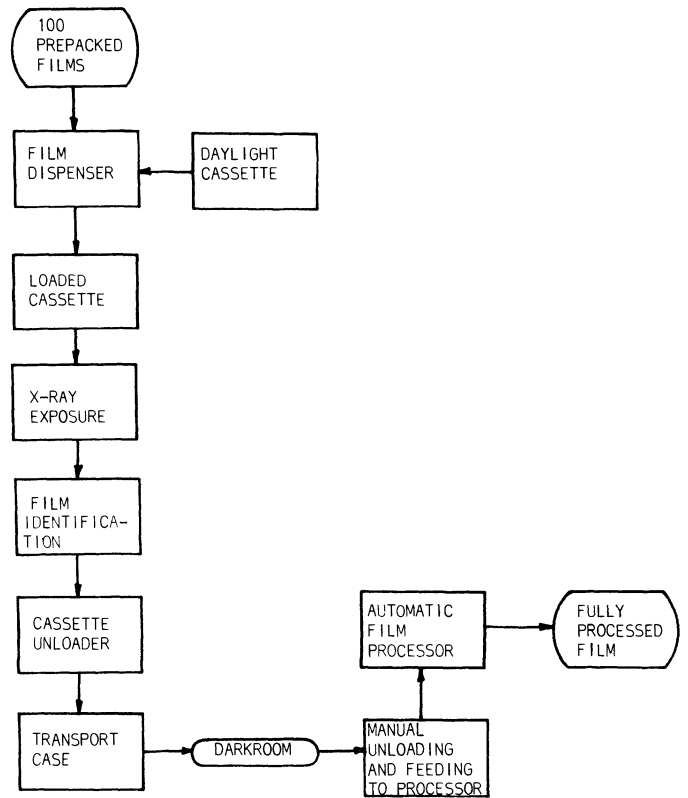 100
PREPACKED
FILMS
FILM
DISPENSER
DAYLIGHT
CASSETTE
LOADED
CASSETTE
X-RAY
EXPOSURE
FILM
IDENTIFICA-
TION
CASSETTE
UNLOADER
TRANSPORT
CASE
DARKROOM
MANUAL
UNLOADING
AND FEEDING
TO PROCESSOR
AUTOMATIC
FILM
PROCESSOR
FULLY
PROCESSED
FILM